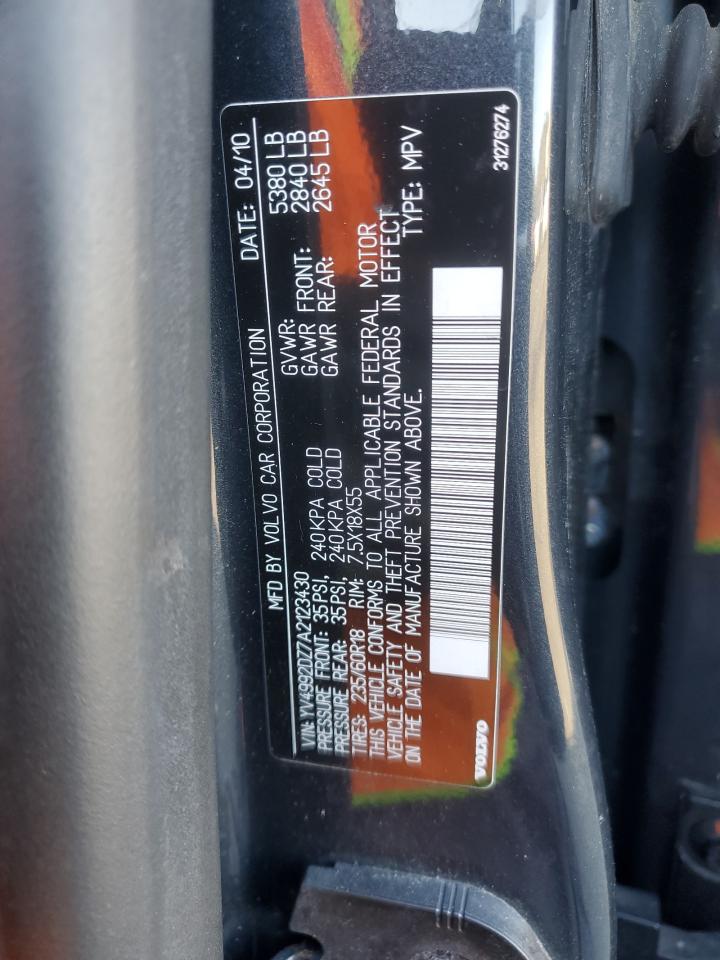 MFD BY VOLVO CAR CORPORATION DATE: 04/10
GVWR: 5380 LB
GAWR FRONT: 2840 LB
GAWR REAR: 2645 LB
VIN: YV4992DZ7A2123430
PRESSURE FRONT: 35PSI, 240KPA COLD
PRESSURE REAR: 35PSI, 240KPA COLD
TIRES: 235/60R18 RIM: 7.5X18X55
THIS VEHICLE CONFORMS TO ALL APPLICABLE FEDERAL MOTOR
VEHICLE SAFETY AND THEFT PREVENTION STANDARDS IN EFFECT
ON THE DATE OF MANUFACTURE SHOWN ABOVE. TYPE: MPV
VOLVO
31276274